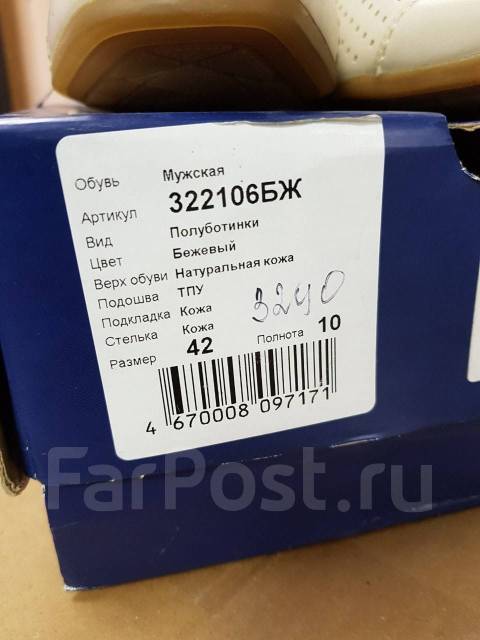 Обувь Мужская
Артикул 322106БЖ
Вид Полуботинки
Цвет Бежевый
Верх обуви Натуральная кожа
Подошва ТПУ
Подкладка Кожа
Стелька Кожа
3240
Размер 42 Полнота 10
4 670008 097171
FarPost.ru